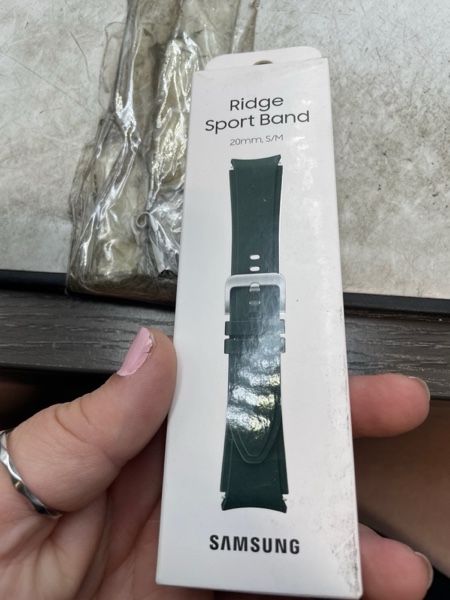 Ridge
Sport Band
20mm, S/M
SAMSUNG